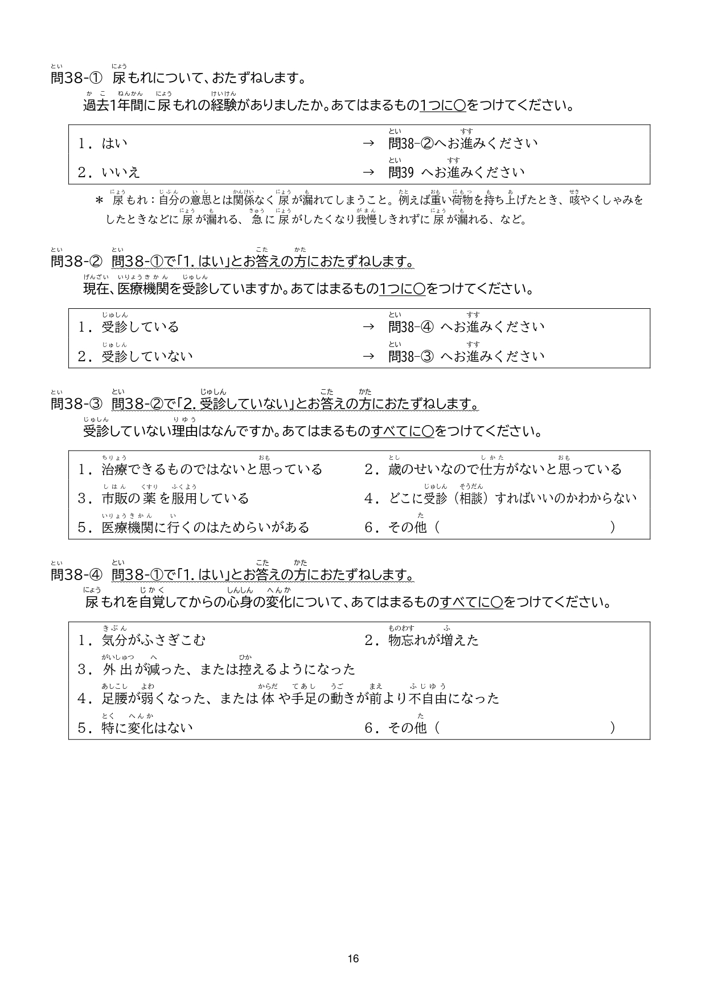 問38-① 尿もれについて、おたずねします。
過去1年間に尿もれの経験がありましたか。あてはまるもの1つに○をつけてください。
1．はい → 問38-②へお進みください
2．いいえ → 問39 へお進みください
＊ 尿もれ：自分の意思とは関係なく尿が漏れてしまうこと。例えば重い荷物を持ち上げたとき、咳やくしゃみを
したときなどに尿が漏れる、急に尿がしたくなり我慢しきれずに尿が漏れる、など。
問38-② 問38-①で「1．はい」とお答えの方におたずねします。
現在、医療機関を受診していますか。あてはまるもの1つに○をつけてください。
1．受診している → 問38-④ へお進みください
2．受診していない → 問38-③ へお進みください
問38-③ 問38-②で「2．受診していない」とお答えの方におたずねします。
受診していない理由はなんですか。あてはまるものすべてに○をつけてください。
1．治療できるものではないと思っている 2．歳のせいなので仕方がないと思っている
3．市販の薬を服用している 4．どこに受診（相談）すればいいのかわからない
5．医療機関に行くのはためらいがある 6．その他（ ）
問38-④ 問38-①で「1．はい」とお答えの方におたずねします。
尿もれを自覚してからの心身の変化について、あてはまるものすべてに○をつけてください。
1．気分がふさぎこむ 2．物忘れが増えた
3．外出が減った、または控えるようになった
4．足腰が弱くなった、または体や手足の動きが前より不自由になった
5．特に変化はない 6．その他（ ）
16